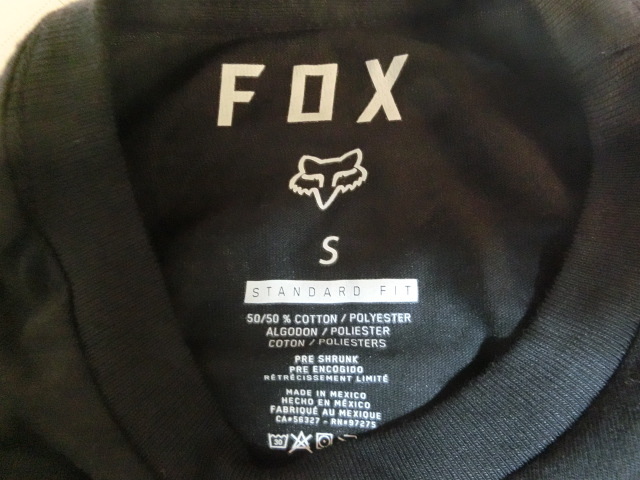 FOX
S
STANDARD FIT
50/50 % COTTON / POLYESTER
ALGODON / POLIESTER
COTON / POLIESTERS
PRE SHRUNK
PRE ENCOGIDO
RÉTRÉCISSEMENT LIMITÉ
MADE IN MEXICO
HECHO EN MÉXICO
FABRIQUÉ AU MEXIQUE
CA#56327 - RN#97275
30